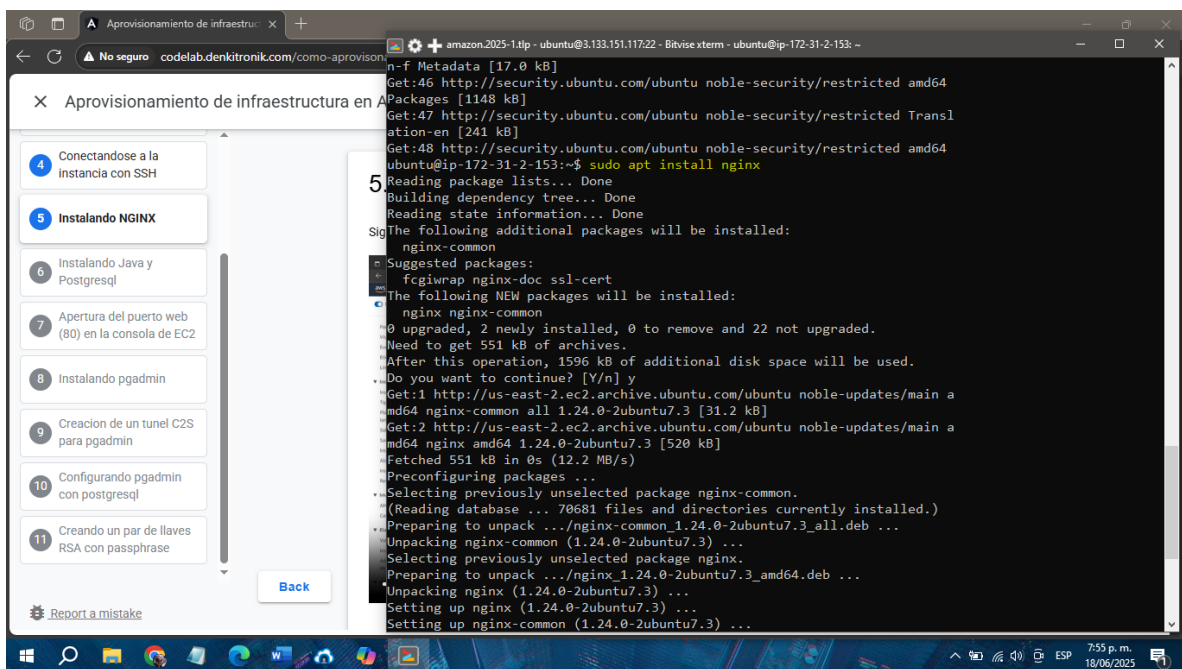 Aprovisionamiento de infraestruc
amazon.2025-1.tlp - ubuntu@3.133.151.117:22 - Bitvise xterm - ubuntu@ip-172-31-2-153: ~
No seguro codelab.denkitronik.com/como-aprovison
Aprovisionamiento de infraestructura en A
4 Conectandose a la
instancia con SSH
5 Instalando NGINX
6 Instalando Java y
Postgresql
7 Apertura del puerto web
(80) en la consola de EC2
8 Instalando pgadmin
9 Creacion de un tunel C2S
para pgadmin
10 Configurando pgadmin
con postgresql
11 Creando un par de llaves
RSA con passphrase
Report a mistake
5.
Sig
aws
Back
n-f Metadata [17.0 kB]
Get:46 http://security.ubuntu.com/ubuntu noble-security/restricted amd64
Packages [1148 kB]
Get:47 http://security.ubuntu.com/ubuntu noble-security/restricted Transl
ation-en [241 kB]
Get:48 http://security.ubuntu.com/ubuntu noble-security/restricted amd64
ubuntu@ip-172-31-2-153:~$ sudo apt install nginx
Reading package lists... Done
Building dependency tree... Done
Reading state information... Done
The following additional packages will be installed:
nginx-common
Suggested packages:
fcgiwrap nginx-doc ssl-cert
The following NEW packages will be installed:
nginx nginx-common
0 upgraded, 2 newly installed, 0 to remove and 22 not upgraded.
Need to get 551 kB of archives.
After this operation, 1596 kB of additional disk space will be used.
Do you want to continue? [Y/n] y
Get:1 http://us-east-2.ec2.archive.ubuntu.com/ubuntu noble-updates/main a
md64 nginx-common all 1.24.0-2ubuntu7.3 [31.2 kB]
Get:2 http://us-east-2.ec2.archive.ubuntu.com/ubuntu noble-updates/main a
md64 nginx amd64 1.24.0-2ubuntu7.3 [520 kB]
Fetched 551 kB in 0s (12.2 MB/s)
Preconfiguring packages ...
Selecting previously unselected package nginx-common.
(Reading database ... 70681 files and directories currently installed.)
Preparing to unpack .../nginx-common_1.24.0-2ubuntu7.3_all.deb ...
Unpacking nginx-common (1.24.0-2ubuntu7.3) ...
Selecting previously unselected package nginx.
Preparing to unpack .../nginx_1.24.0-2ubuntu7.3_amd64.deb ...
Unpacking nginx (1.24.0-2ubuntu7.3) ...
Setting up nginx (1.24.0-2ubuntu7.3) ...
Setting up nginx-common (1.24.0-2ubuntu7.3) ...
ESP
7:55 p. m.
18/06/2025